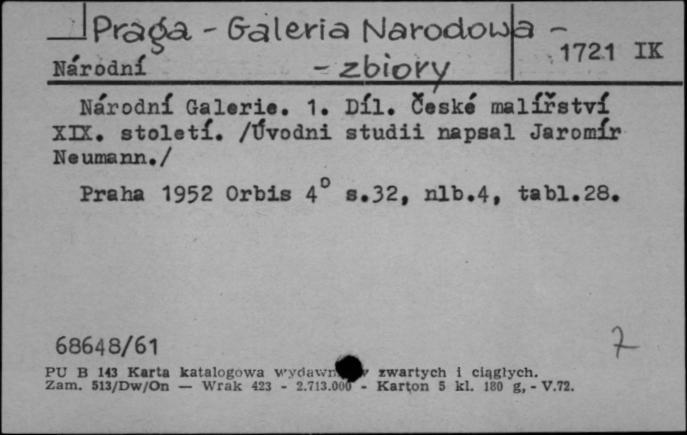 Praga - Galeria Narodowa -
1721 IK
Národní - zbiory
Národní Galerie. 1. Díl. České malířství
XIX. století. /Úvodni studii napsal Jaromír
Neumann./
Praha 1952 Orbis 4° s.32, nlb.4, tabl.28.
68648/61
7
PU B 143 Karta katalogowa zwartych i ciągłych.
Zam. 513/Dw/On — Wrak 423 - 2.713.000 - Karton 5 kl. 180 g, - V.72.